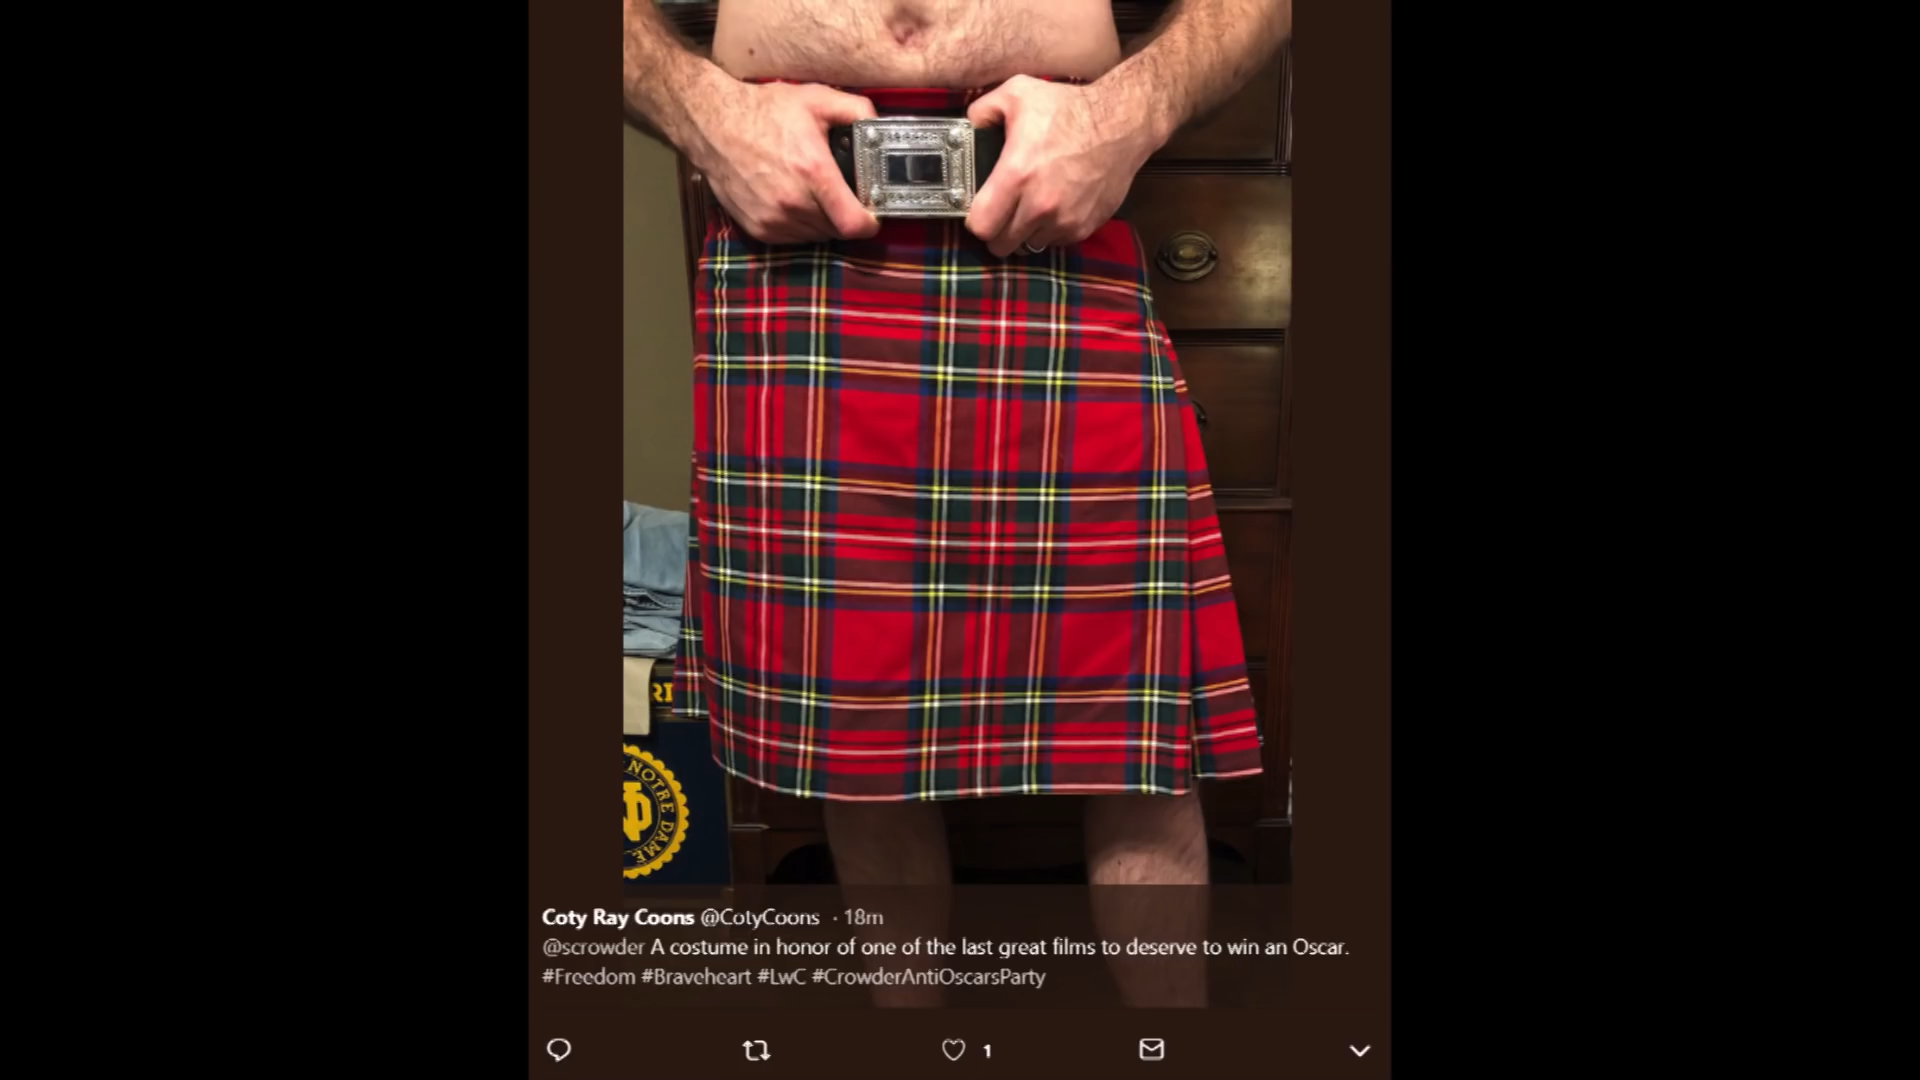 RI
NOTRE DAME
Coty Ray Coons @CotyCoons · 18m
@scrowder A costume in honor of one of the last great films to deserve to win an Oscar.
#Freedom #Braveheart #LwC #CrowderAntiOscarsParty
1